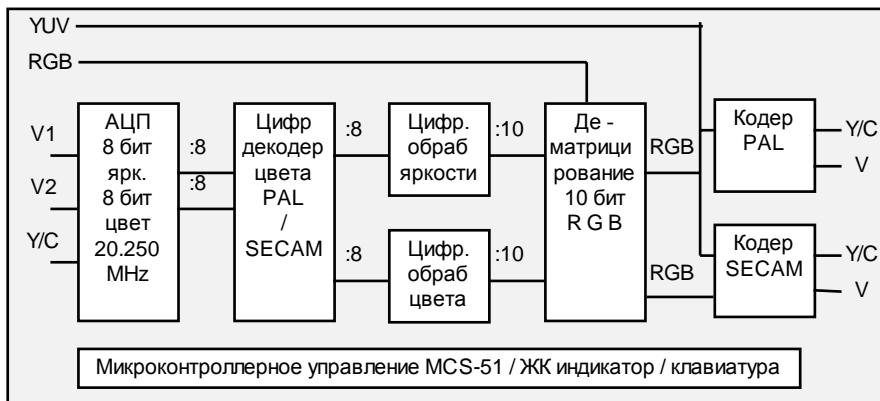 YUV
RGB
V1
V2
Y/C
АЦП
8 бит
ярк.
8 бит
цвет
20.250
MHz
:8
:8
Цифр
декодер
цвета
PAL
/
SECAM
:8
:8
Цифр.
обраб
яркости
:10
Цифр.
обраб
цвета
:10
Де -
матрици
рование
10 бит
R G B
RGB
RGB
Кодер
PAL
Y/C
V
Кодер
SECAM
Y/C
V
Микроконтроллерное управление MCS-51 / ЖК индикатор / клавиатура